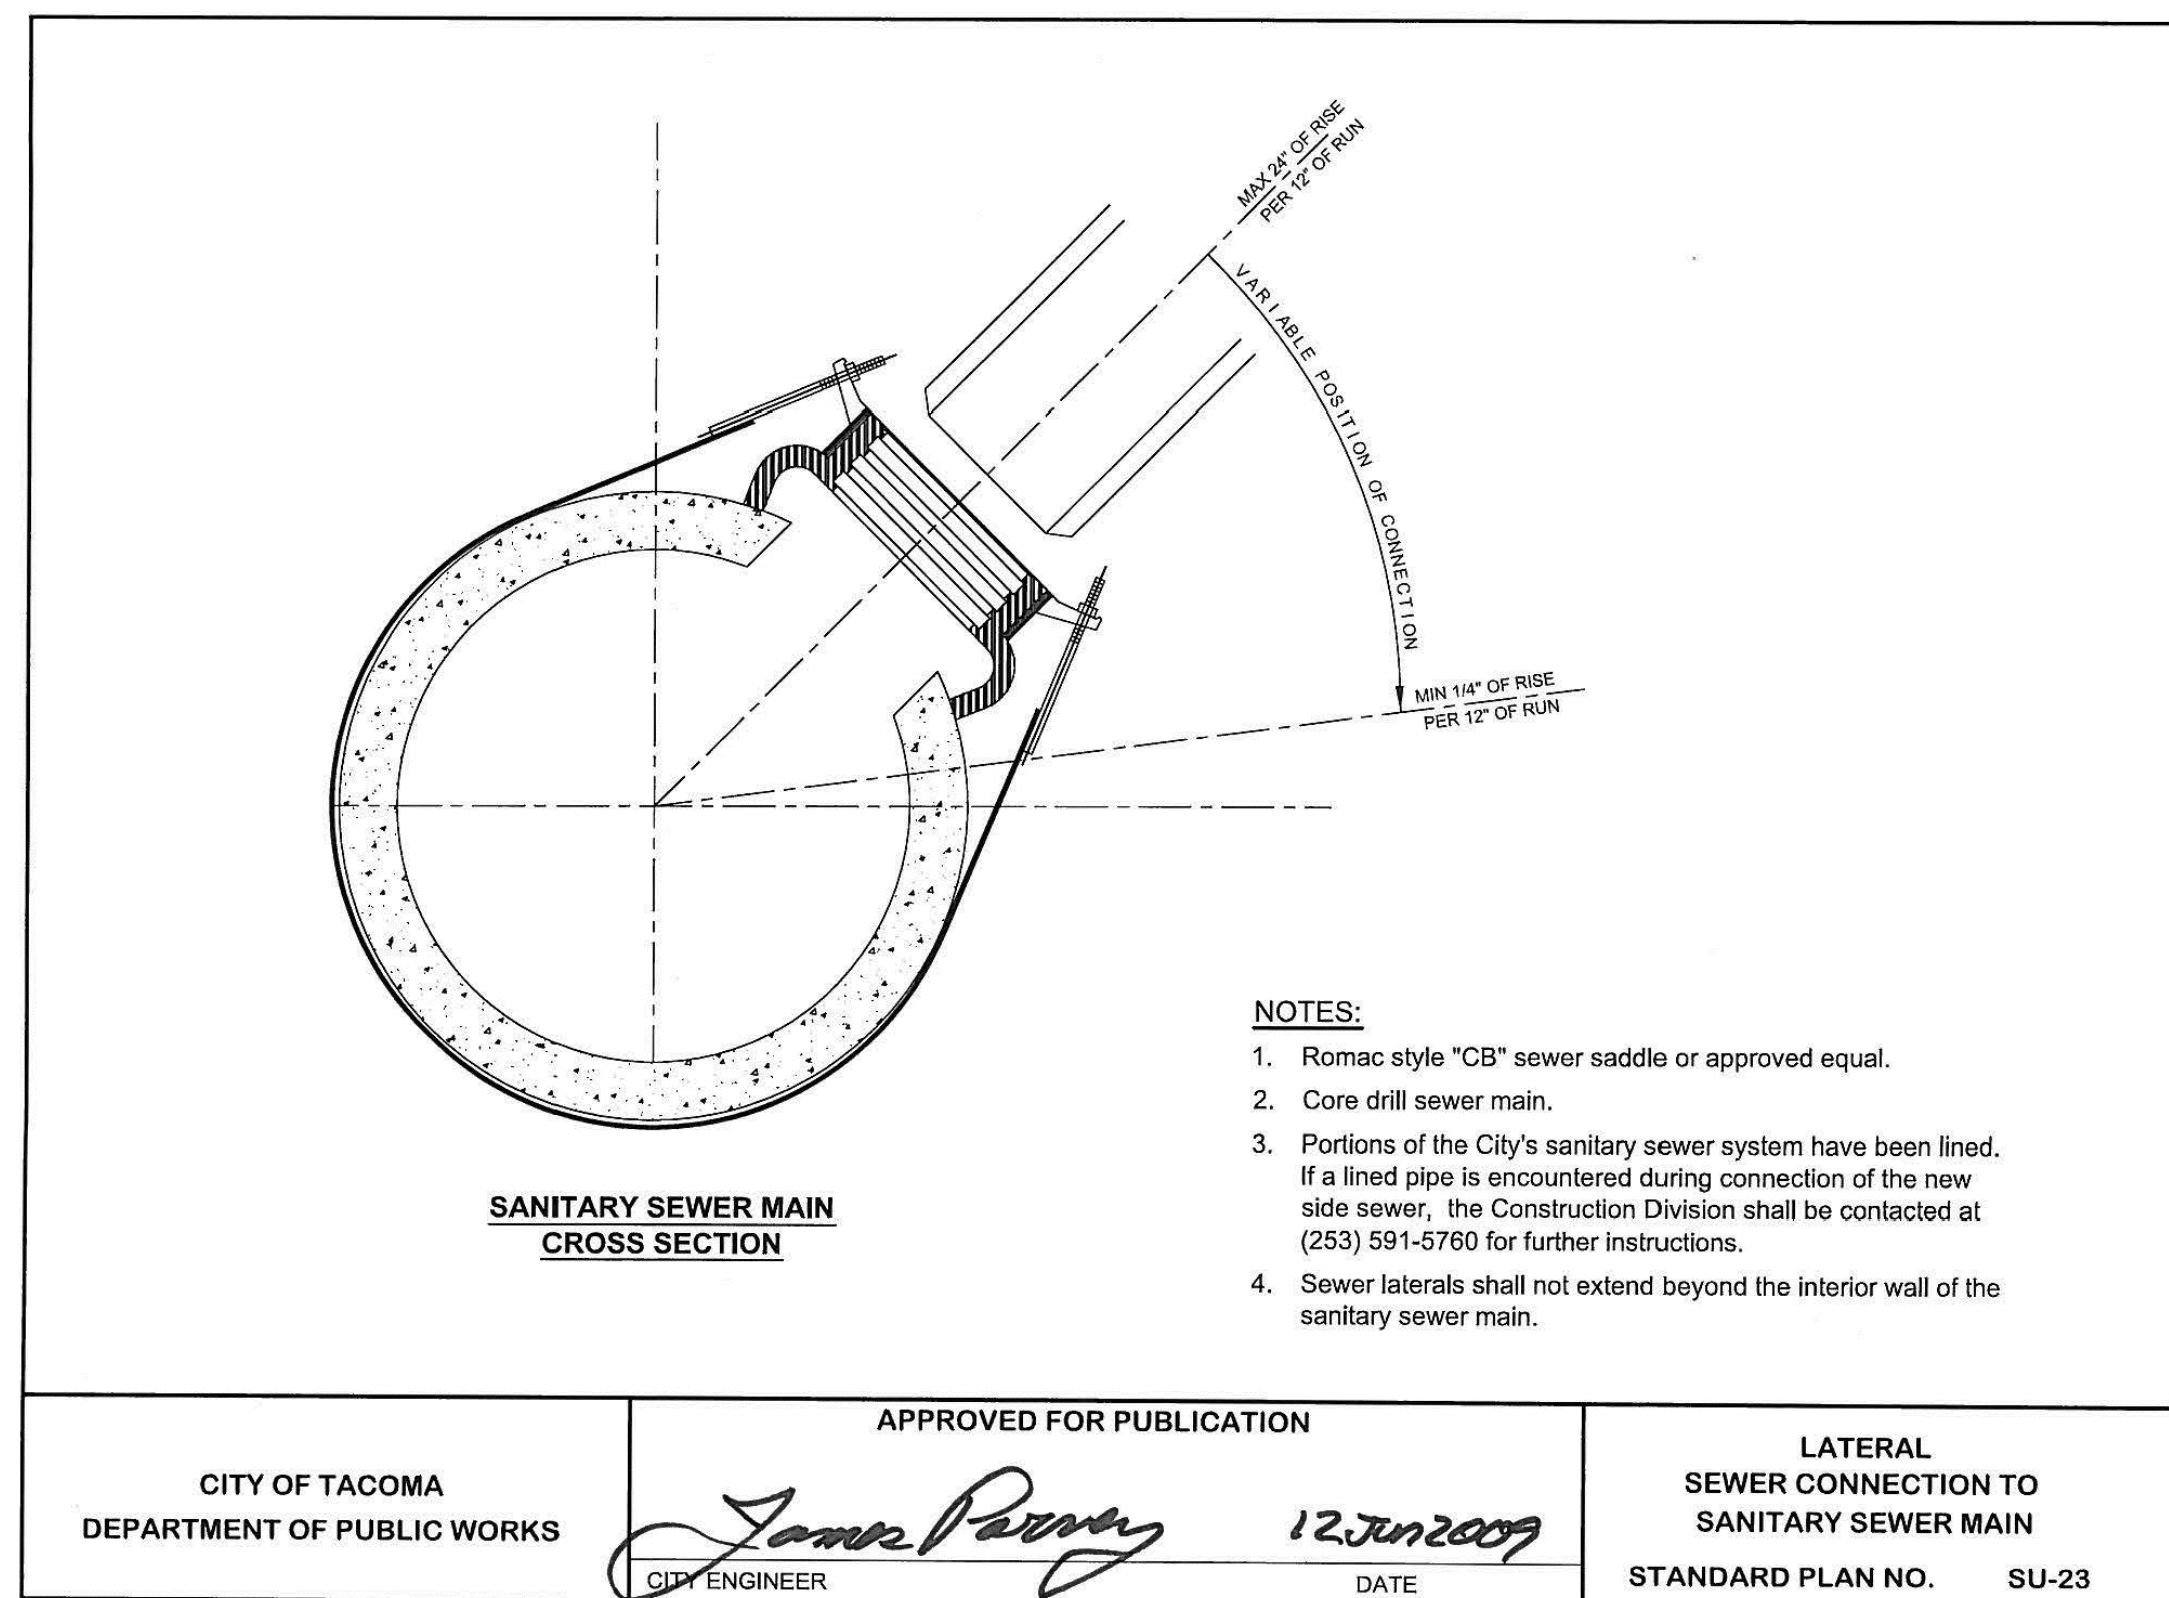 MAX 24" OF RISE
PER 12" OF RUN
VARIABLE POSITION OF CONNECTION
MIN 1/4" OF RISE
PER 12" OF RUN
NOTES:
1. Romac style "CB" sewer saddle or approved equal.
2. Core drill sewer main.
3. Portions of the City's sanitary sewer system have been lined.
If a lined pipe is encountered during connection of the new
side sewer, the Construction Division shall be contacted at
(253) 591-5760 for further instructions.
4. Sewer laterals shall not extend beyond the interior wall of the
sanitary sewer main.
SANITARY SEWER MAIN
CROSS SECTION
CITY OF TACOMA
DEPARTMENT OF PUBLIC WORKS
APPROVED FOR PUBLICATION
James Parvey 12 JUN 2009
CITY ENGINEER DATE
LATERAL
SEWER CONNECTION TO
SANITARY SEWER MAIN
STANDARD PLAN NO. SU-23